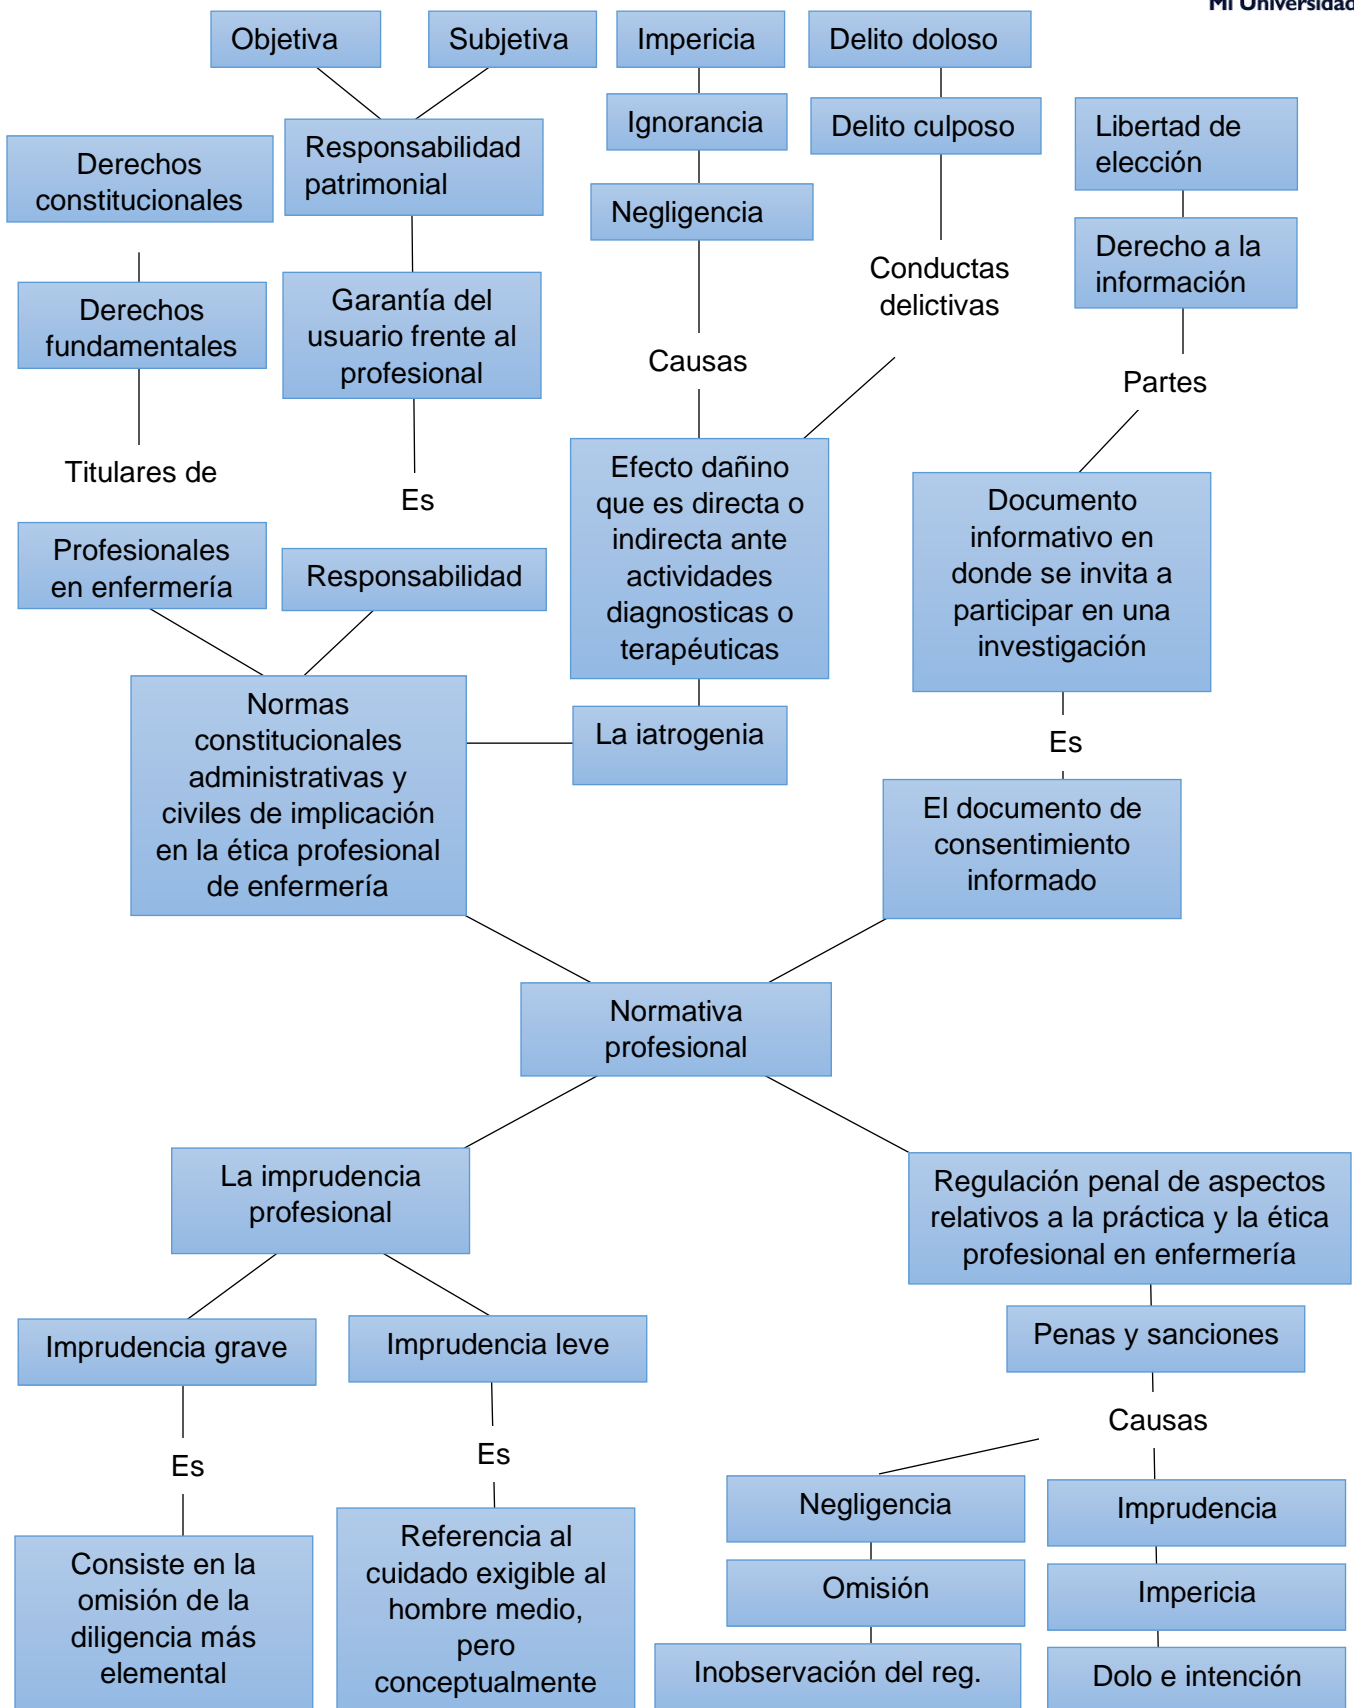 Mi Universidad
Objetiva
Subjetiva
Impericia
Delito doloso
Ignorancia
Delito culposo
Libertad de
elección
Derechos
constitucionales
Responsabilidad
patrimonial
Negligencia
Derecho a la
información
Conductas
delictivas
Derechos
fundamentales
Garantía del
usuario frente al
profesional
Causas
Partes
Titulares de
Es
Efecto dañino
que es directa o
indirecta ante
actividades
diagnosticas o
terapéuticas
Documento
informativo en
donde se invita a
participar en una
investigación
Profesionales
en enfermería
Responsabilidad
Normas
constitucionales
administrativas y
civiles de implicación
en la ética profesional
de enfermería
La iatrogenia
Es
El documento de
consentimiento
informado
Normativa
profesional
La imprudencia
profesional
Regulación penal de aspectos
relativos a la práctica y la ética
profesional en enfermería
Imprudencia grave
Imprudencia leve
Penas y sanciones
Es
Es
Causas
Consiste en la
omisión de la
diligencia más
elemental
Referencia al
cuidado exigible al
hombre medio,
pero
conceptualmente
Negligencia
Imprudencia
Omisión
Impericia
Inobservación del reg.
Dolo e intención